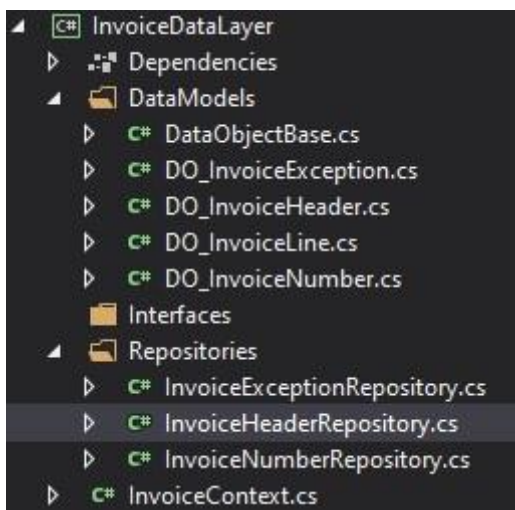 C# InvoiceDataLayer
Dependencies
DataModels
C# DataObjectBase.cs
C# DO_InvoiceException.cs
C# DO_InvoiceHeader.cs
C# DO_InvoiceLine.cs
C# DO_InvoiceNumber.cs
Interfaces
Repositories
C# InvoiceExceptionRepository.cs
C# InvoiceHeaderRepository.cs
C# InvoiceNumberRepository.cs
C# InvoiceContext.cs